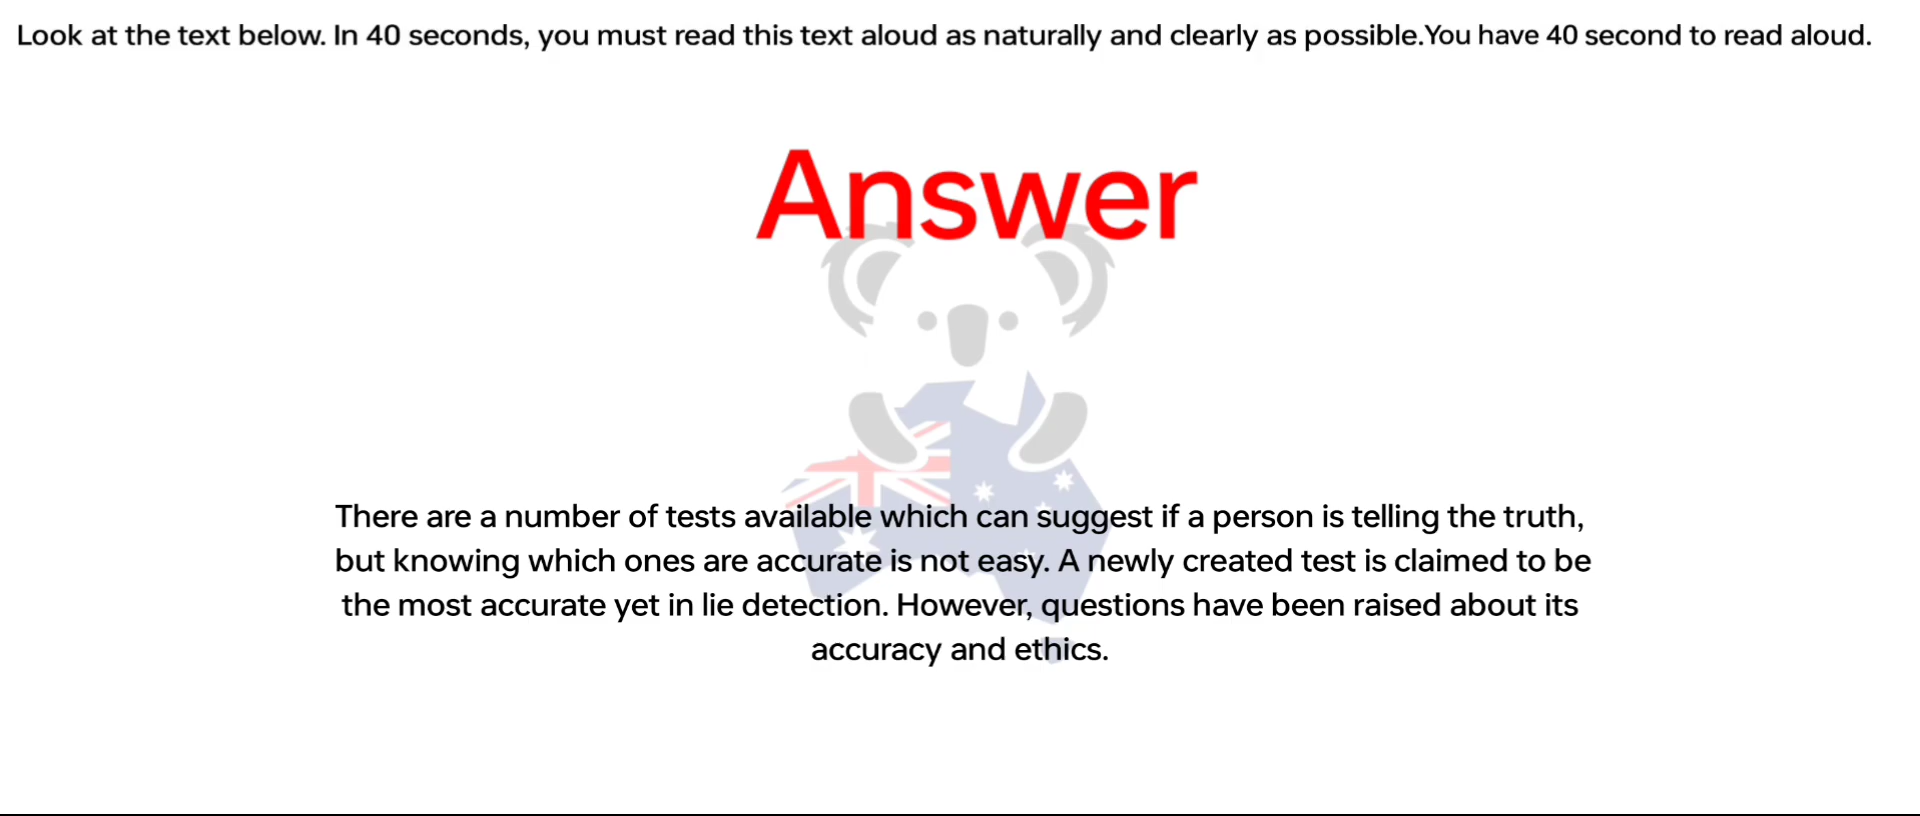 Look at the text below. In 40 seconds, you must read this text aloud as naturally and clearly as possible.You have 40 second to read aloud.
Answer
There are a number of tests available which can suggest if a person is telling the truth,
but knowing which ones are accurate is not easy. A newly created test is claimed to be
the most accurate yet in lie detection. However, questions have been raised about its
accuracy and ethics.